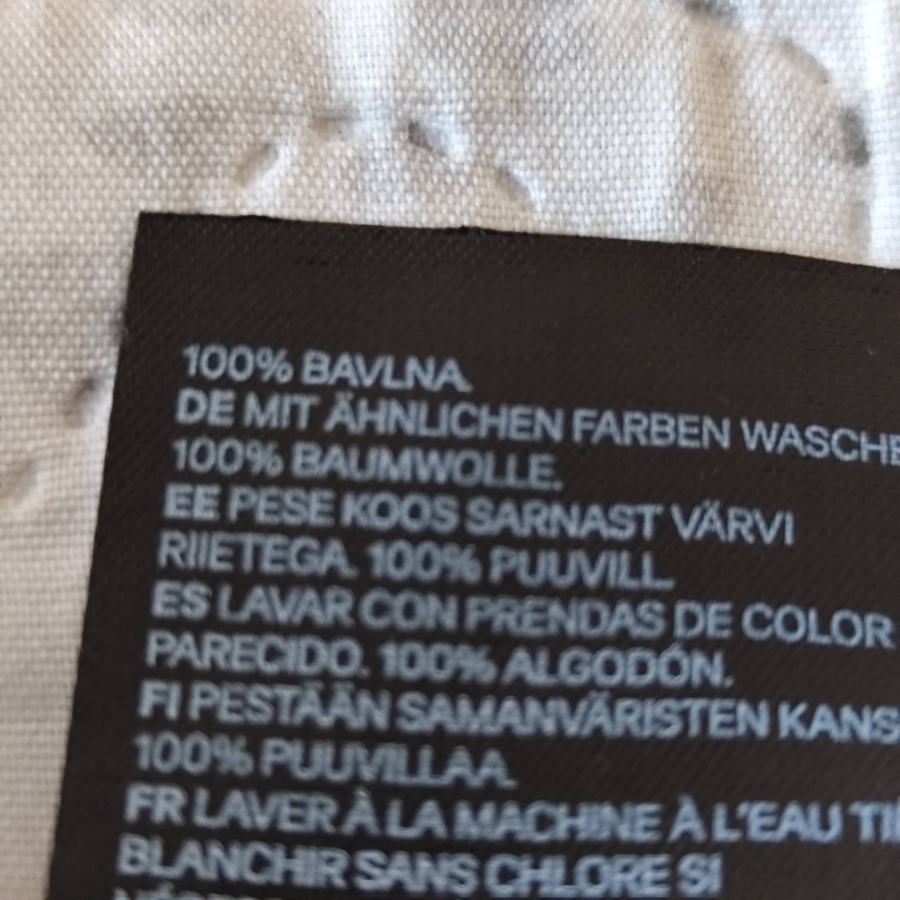 100% BAVLNA.
DE MIT ÄHNLICHEN FARBEN WASCHE
100% BAUMWOLLE.
EE PESE KOOS SARNAST VÄRVI
RIIETEGA. 100% PUUVILL.
ES LAVAR CON PRENDAS DE COLOR
PARECIDO. 100% ALGODÓN.
FI PESTÄÄN SAMANVÄRISTEN KANS
100% PUUVILLAA.
FR LAVER À LA MACHINE À L'EAU
BLANCHIR SANS CHLORE SI